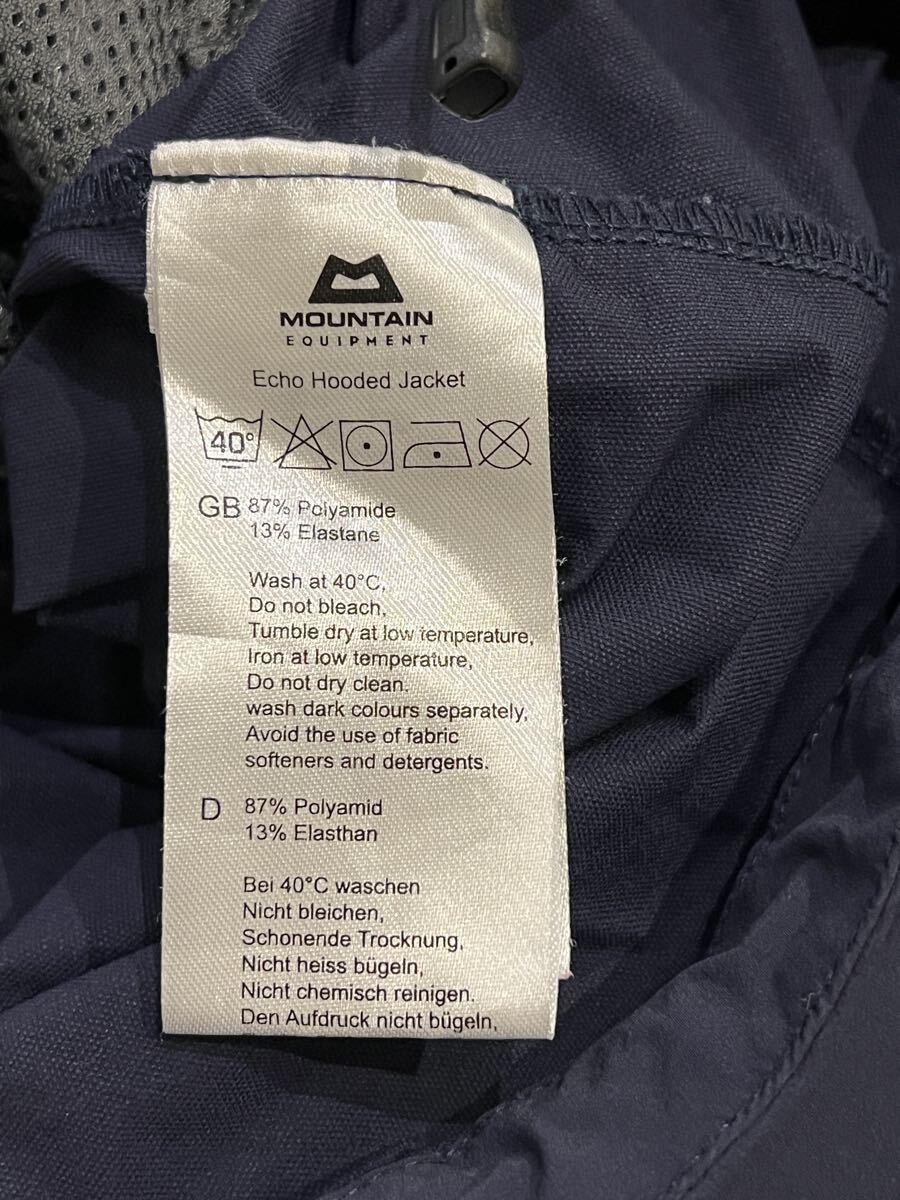 MOUNTAIN
EQUIPMENT
Echo Hooded Jacket
40°
GB 87% Polyamide
13% Elastane
Wash at 40°C,
Do not bleach,
Tumble dry at low temperature,
Iron at low temperature,
Do not dry clean.
wash dark colours separately,
Avoid the use of fabric
softeners and detergents.
D 87% Polyamid
13% Elasthan
Bei 40°C waschen
Nicht bleichen,
Schonende Trocknung,
Nicht heiss bügeln,
Nicht chemisch reinigen.
Den Aufdruck nicht bügeln,